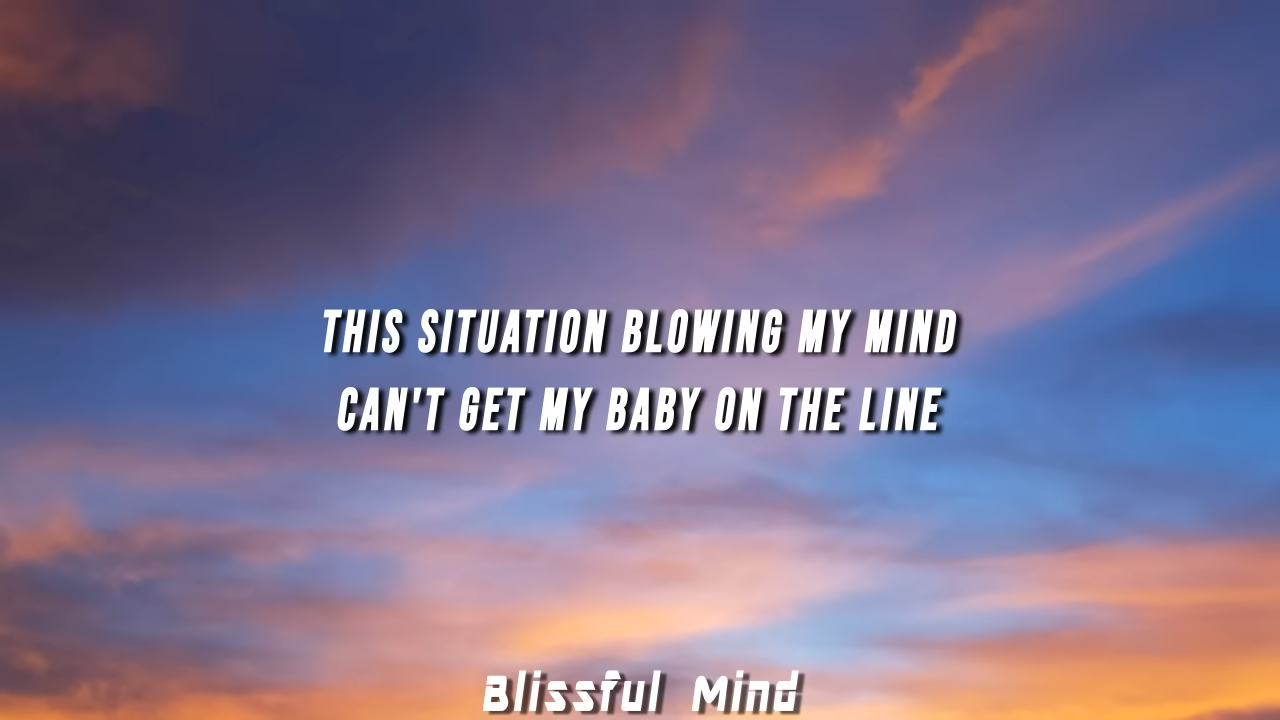 THIS SITUATION BLOWING MY MIND
CAN'T GET MY BABY ON THE LINE
Blissful Mind